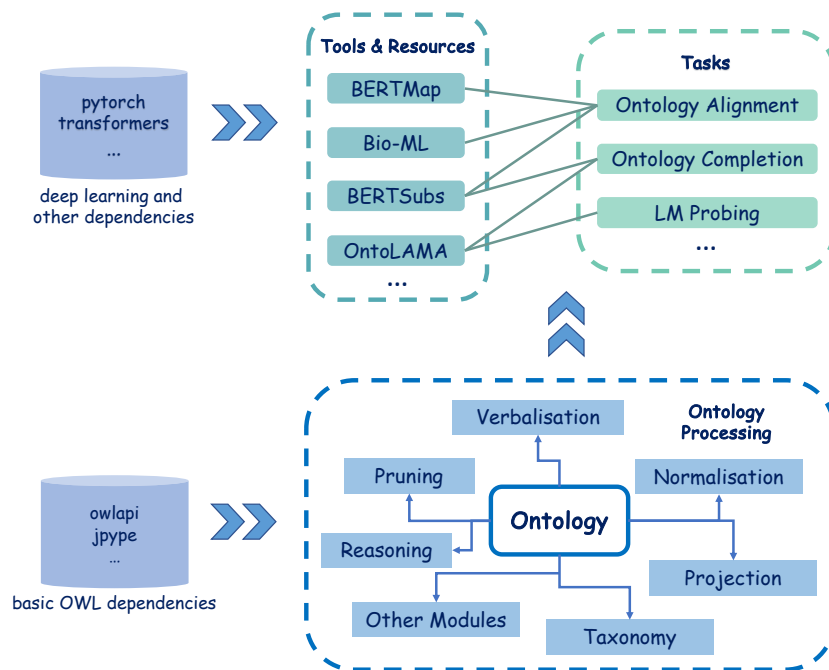 pytorch
transformers
...
deep learning and
other dependencies
Tools & Resources
BERTMap
Bio-ML
BERTSubs
OntoLAMA
...
Tasks
Ontology Alignment
Ontology Completion
LM Probing
...
owlapi
jpype
...
basic OWL dependencies
Ontology
Processing
Verbalisation
Pruning
Normalisation
Ontology
Reasoning
Projection
Other Modules
Taxonomy